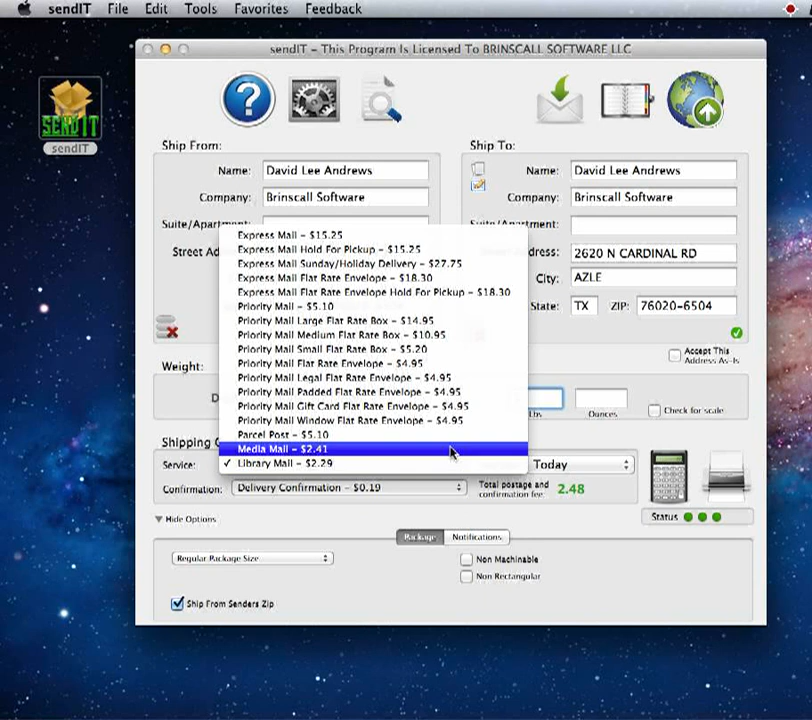 sendIT File Edit Tools Favorites Feedback
sendIT – This Program Is Licensed To BRINSCALL SOFTWARE LLC
SENDIT
sendIT
Ship From:
Name: David Lee Andrews
Company: Brinscall Software
Suite/Apartment:
Street Ad
Ship To:
Name: David Lee Andrews
Company: Brinscall Software
Suite/Apartment:
Address: 2620 N CARDINAL RD
City: AZLE
State: TX ZIP: 76020-6504
Accept This
Address As-Is
Express Mail – $15.25
Express Mail Hold For Pickup – $15.25
Express Mail Sunday/Holiday Delivery – $27.75
Express Mail Flat Rate Envelope – $18.30
Express Mail Flat Rate Envelope Hold For Pickup – $18.30
Priority Mail – $5.10
Priority Mail Large Flat Rate Box – $14.95
Priority Mail Medium Flat Rate Box – $10.95
Priority Mail Small Flat Rate Box – $5.20
Priority Mail Flat Rate Envelope – $4.95
Priority Mail Legal Flat Rate Envelope – $4.95
Priority Mail Padded Flat Rate Envelope – $4.95
Priority Mail Gift Card Flat Rate Envelope – $4.95
Priority Mail Window Flat Rate Envelope – $4.95
Parcel Post – $5.10
Media Mail – $2.41
✓ Library Mail – $2.29
Weight:
D
Lbs
Ounces
Check for scale
Shipping O
Service:
Today
Confirmation: Delivery Confirmation – $0.19
Total postage and
confirmation fee: 2.48
Status
Hide Options
Package Notifications
Regular Package Size
Non Machinable
Non Rectangular
Ship From Senders Zip